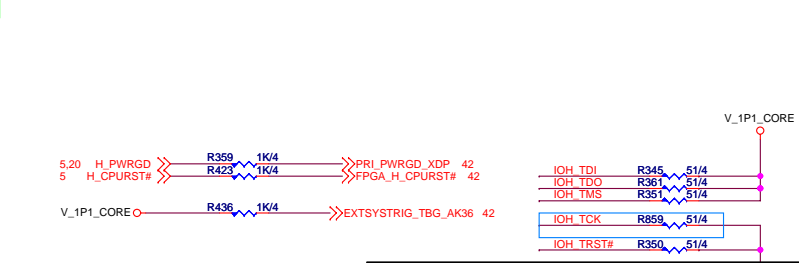 V_1P1_CORE
5,20 H_PWRGD R359 1K/4 PRI_PWRGD_XDP 42
5 H_CPURST# R423 1K/4 FPGA_H_CPURST# 42
IOH_TDI R345 51/4
IOH_TDO R361 51/4
IOH_TMS R351 51/4
V_1P1_CORE R436 1K/4 EXTSYSTRIG_TBG_AK36 42
IOH_TCK R859 51/4
IOH_TRST# R350 51/4